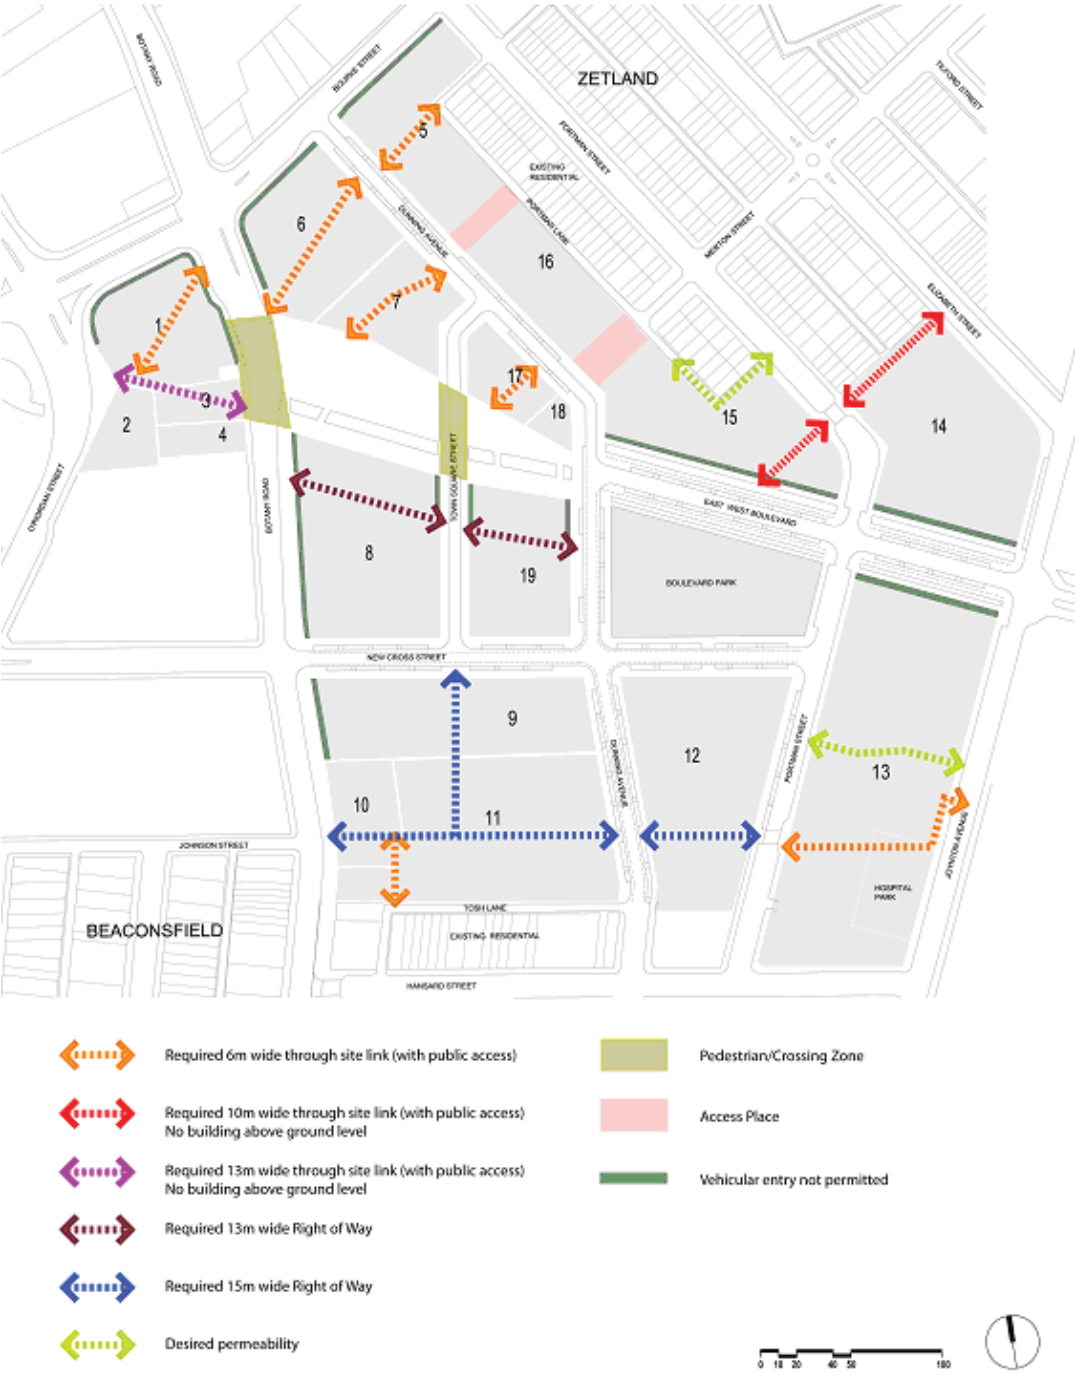 BOTANY ROAD
BOURKE STREET
ZETLAND
TILFORD STREET
PORTMAN STREET
5
EXISTING
RESIDENTIAL
PORTMAN LANE
MERTON STREET
6
DUNNING AVENUE
16
ELIZABETH STREET
7
1
17
18
15
14
3
2
4
O'RIORDAN STREET
BOTANY ROAD
TOWN SQUARE STREET
EAST WEST BOULEVARD
8
19
BOULEVARD PARK
NEW CROSS STREET
9
DUNNING AVENUE
12
PORTMAN STREET
13
10
11
JOHNSON STREET
JOYNTON AVENUE
HOSPITAL
PARK
TOSH LANE
BEACONSFIELD
EXISTING RESIDENTIAL
HANSARD STREET
Required 6m wide through site link (with public access)
Required 10m wide through site link (with public access)
No building above ground level
Required 13m wide through site link (with public access)
No building above ground level
Required 13m wide Right of Way
Required 15m wide Right of Way
Desired permeability
Pedestrian/Crossing Zone
Access Place
Vehicular entry not permitted
0 10 20 40 50 100